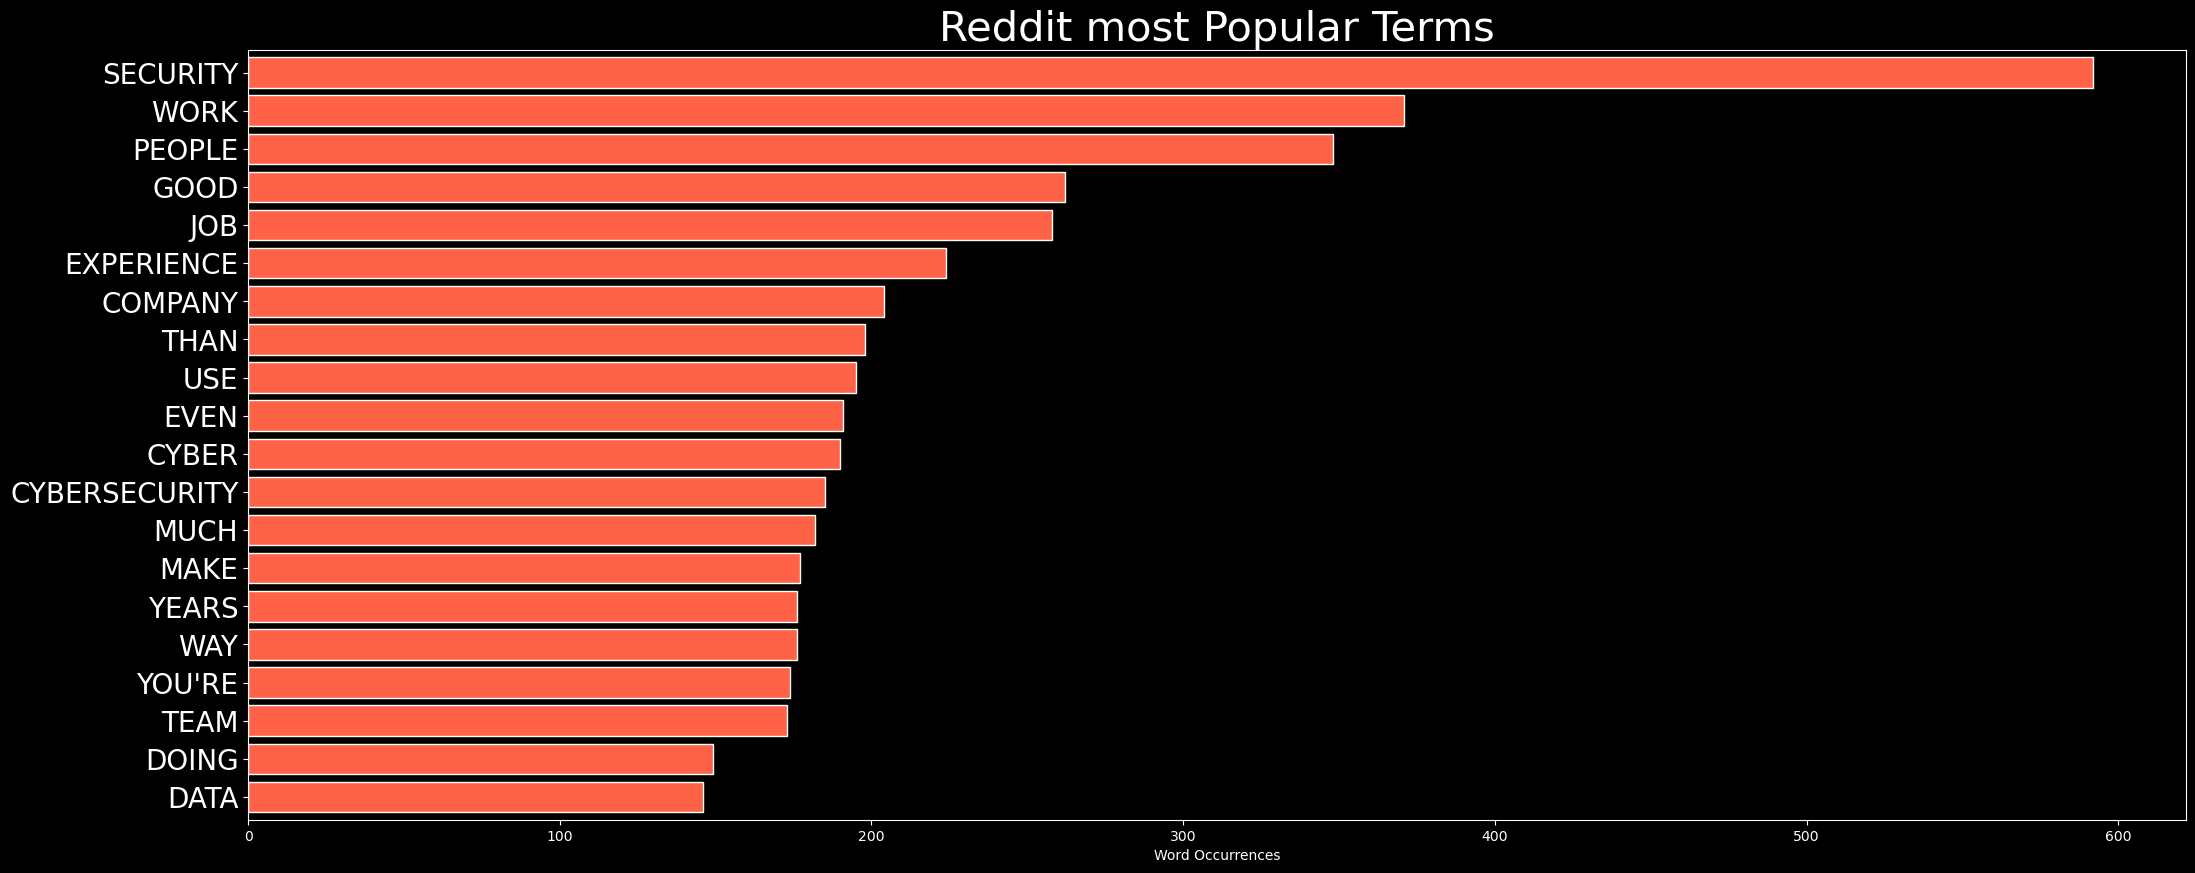 Reddit most Popular Terms
SECURITY
WORK
PEOPLE
GOOD
JOB
EXPERIENCE
COMPANY
THAN
USE
EVEN
CYBER
CYBERSECURITY
MUCH
MAKE
YEARS
WAY
YOU'RE
TEAM
DOING
DATA
0 100 200 300 400 500 600
Word Occurrences